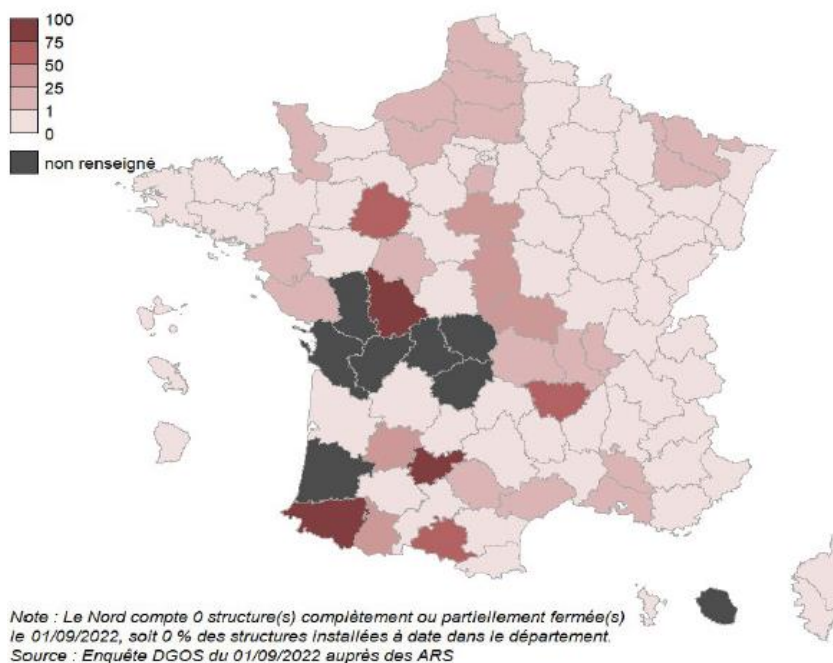 100
75
50
25
1
0
non renseigné
Note : Le Nord compte 0 structure(s) complètement ou partiellement fermée(s)
le 01/09/2022, soit 0 % des structures installées à date dans le département.
Source : Enquête DGOS du 01/09/2022 auprès des ARS